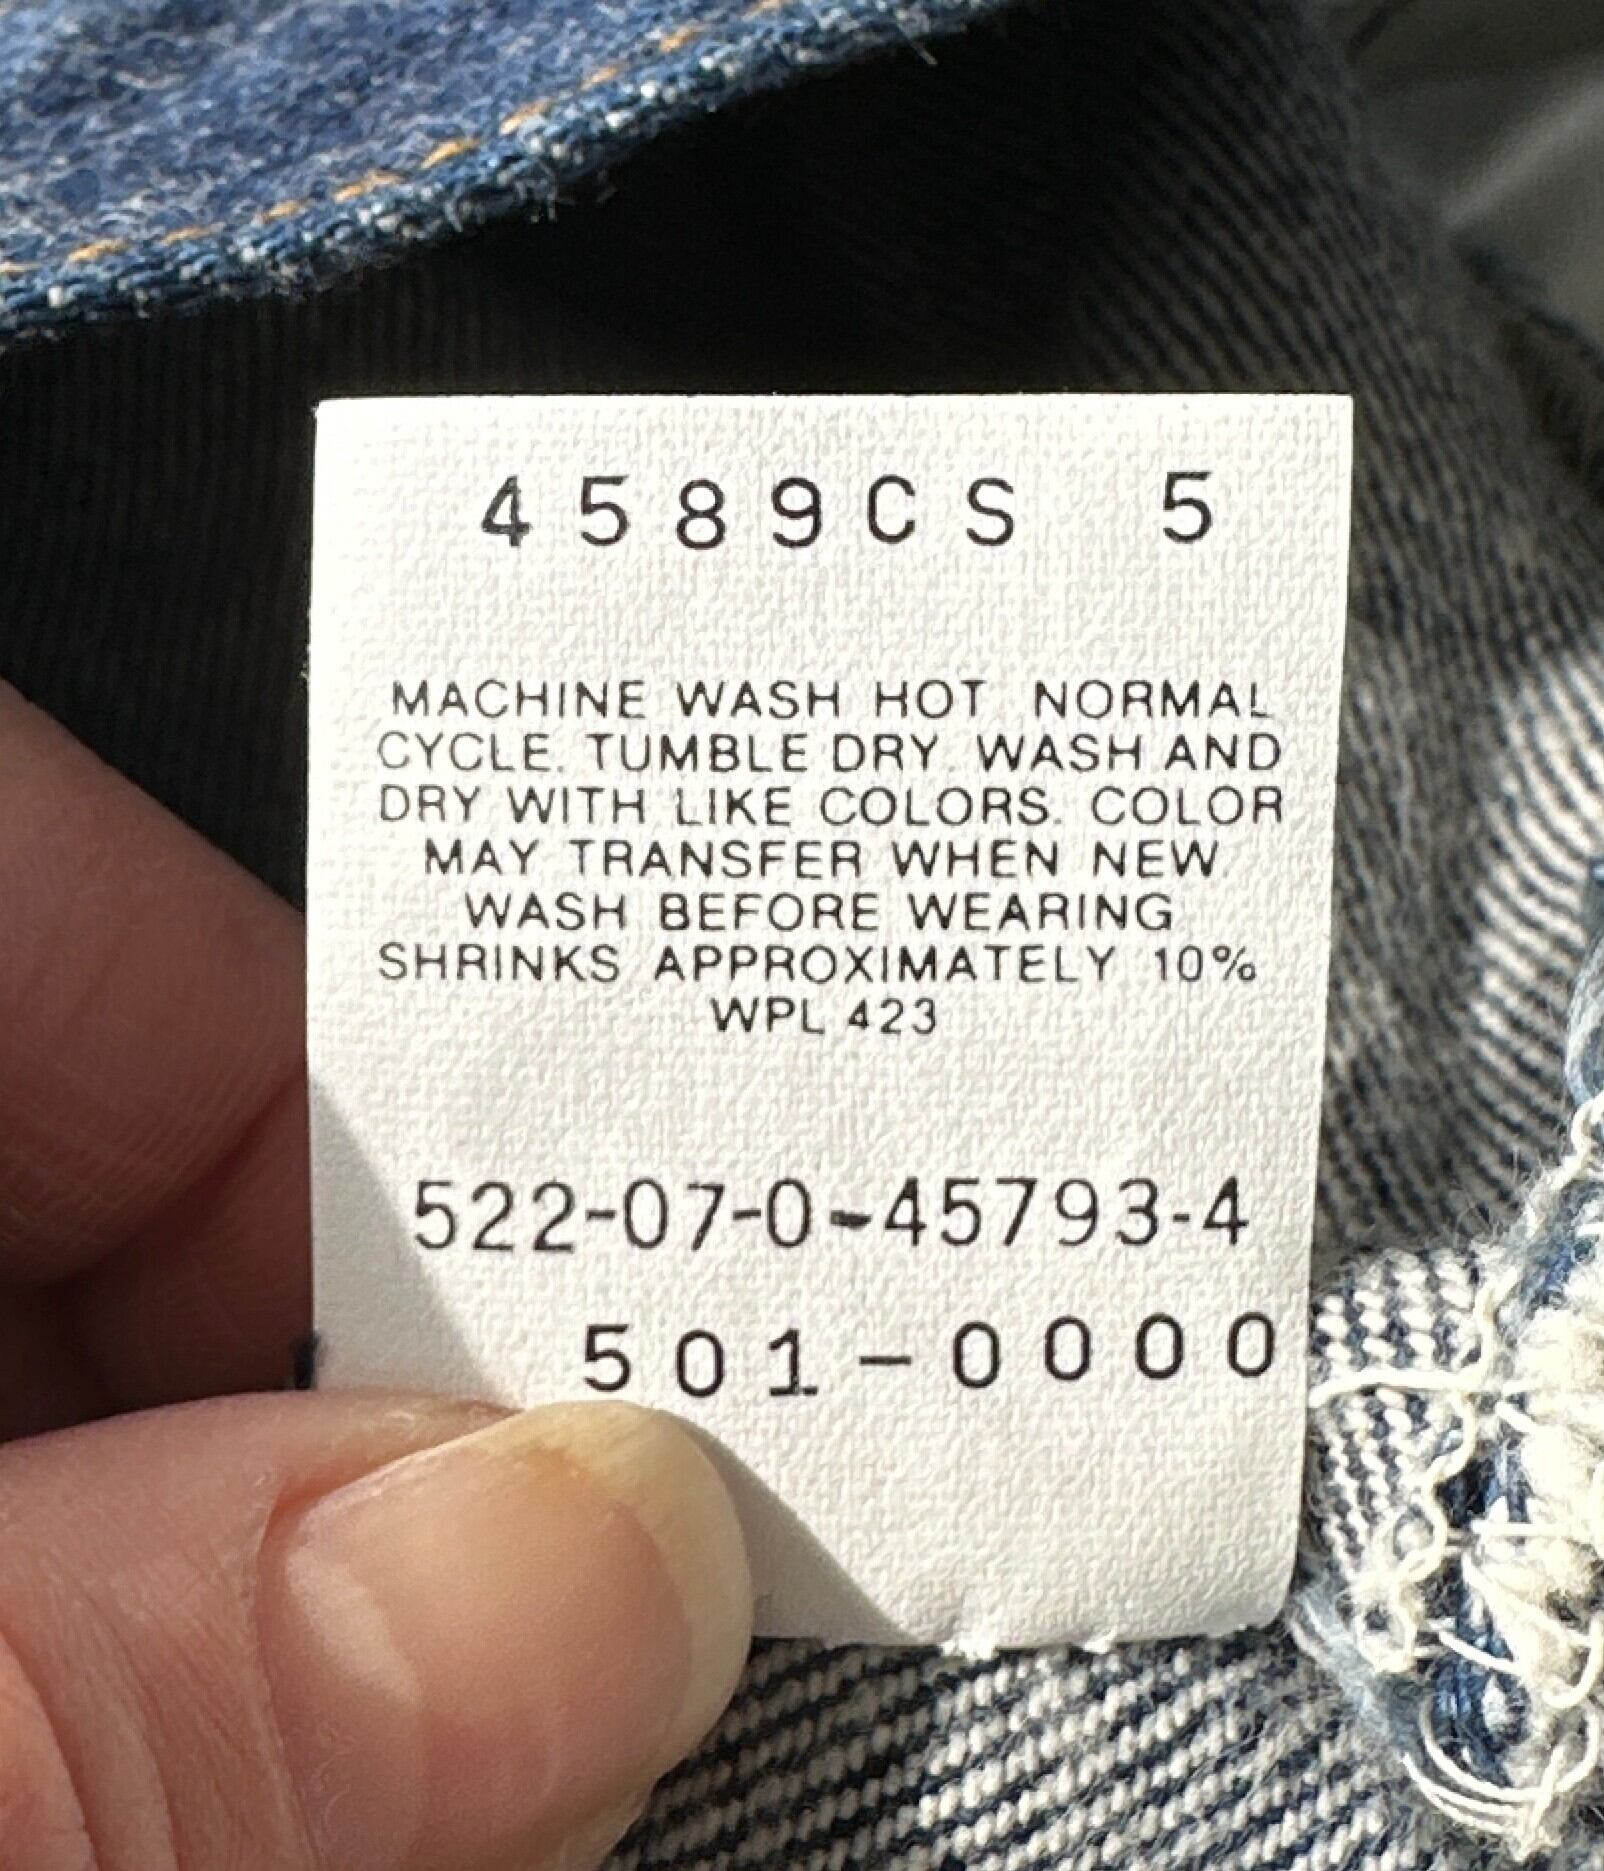 4589CS 5
MACHINE WASH HOT NORMAL
CYCLE. TUMBLE DRY. WASH AND
DRY WITH LIKE COLORS. COLOR
MAY TRANSFER WHEN NEW.
WASH BEFORE WEARING
SHRINKS APPROXIMATELY 10%
WPL 423
522-07-0-45793-4
501-0000